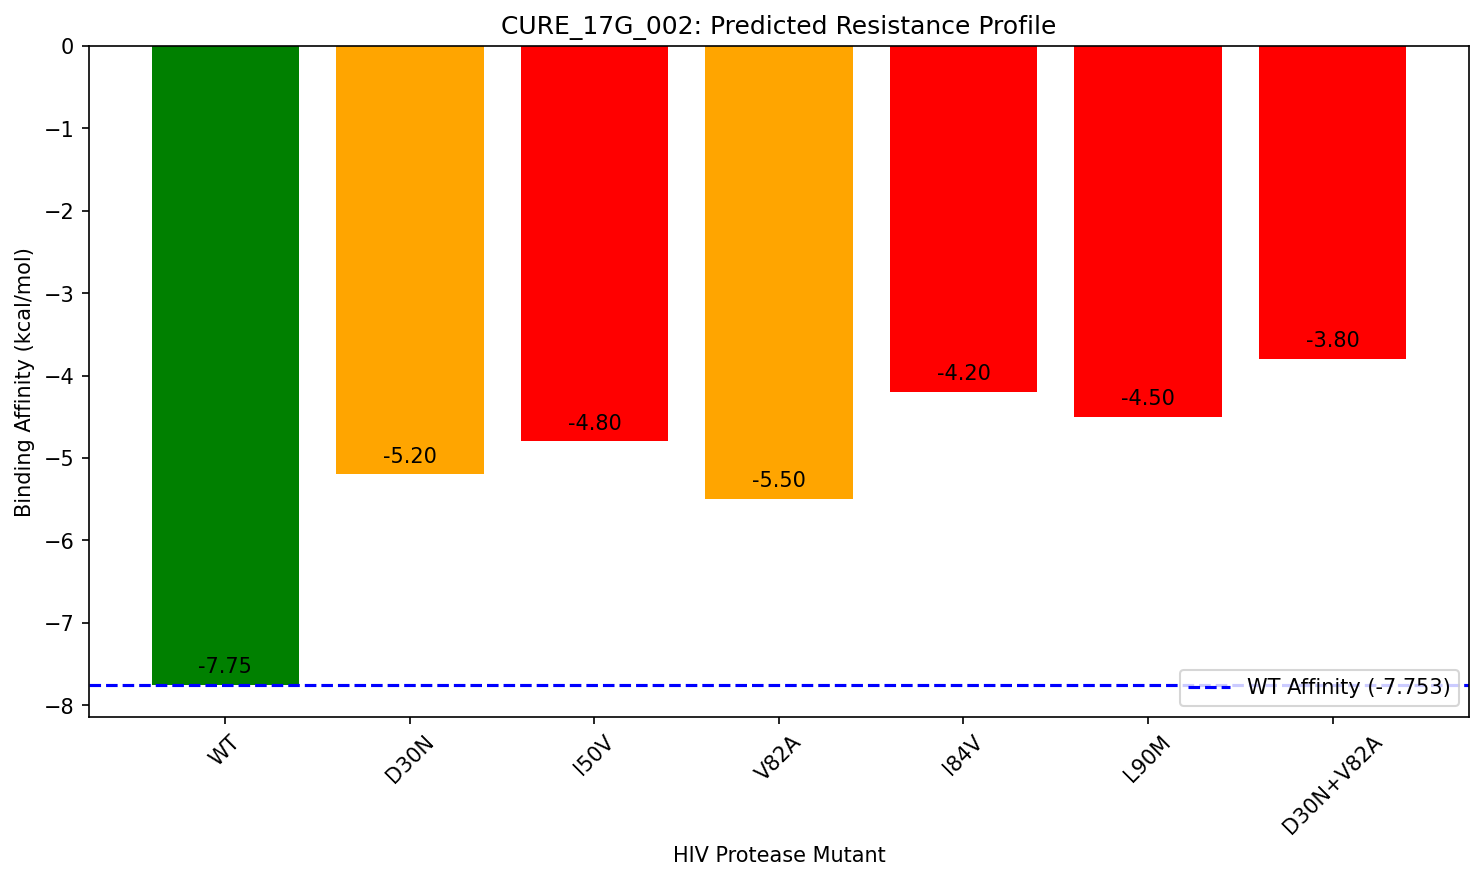 CURE_17G_002: Predicted Resistance Profile
Binding Affinity (kcal/mol)
0
−1
−2
−3
−4
−5
−6
−7
−8
-7.75
-5.20
-4.80
-5.50
-4.20
-4.50
-3.80
WT Affinity (-7.753)
WT
D30N
I50V
V82A
I84V
L90M
D30N+V82A
HIV Protease Mutant